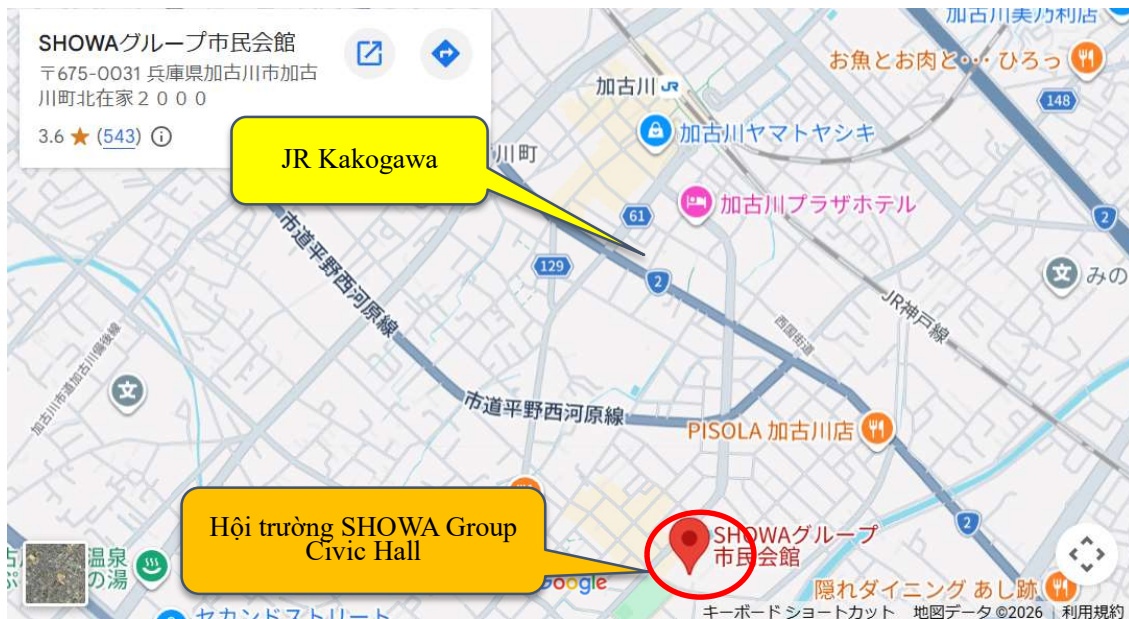 SHOWAグループ市民会館
〒675-0031 兵庫県加古川市加古
川町北在家２０００
3.6 ★ (543)
加古川美乃利店
お魚とお肉と… ひろっ
加古川 JR
148
加古川ヤマトヤシキ
JR Kakogawa
川町
61
加古川プラザホテル
2
市道平野西河原線
129
2
みの
JR神戸線
西国街道
加古川市道加古川備後線
市道平野西河原線
PISOLA 加古川店
Hội trường SHOWA Group
Civic Hall
SHOWAグループ
市民会館
2
温泉
の湯
Google
隠れダイニング あし跡
セカンドストリート
キーボード ショートカット 地図データ ©2026 利用規約
文
文